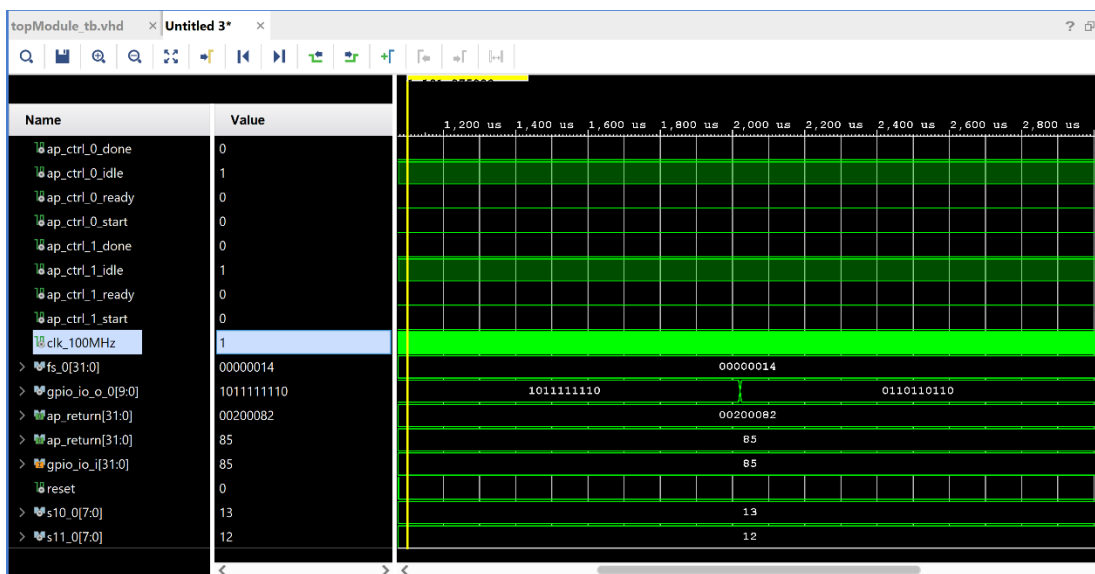 topModule_tb.vhd × Untitled 3* × ?
Name Value
1,200 us 1,400 us 1,600 us 1,800 us 2,000 us 2,200 us 2,400 us 2,600 us 2,800 us
ap_ctrl_0_done 0
ap_ctrl_0_idle 1
ap_ctrl_0_ready 0
ap_ctrl_0_start 0
ap_ctrl_1_done 0
ap_ctrl_1_idle 1
ap_ctrl_1_ready 0
ap_ctrl_1_start 0
clk_100MHz 1
fs_0[31:0] 00000014 00000014
gpio_io_o_0[9:0] 1011111110 1011111110 0110110110
ap_return[31:0] 00200082 00200082
ap_return[31:0] 85 85
gpio_io_i[31:0] 85 85
reset 0
s10_0[7:0] 13 13
s11_0[7:0] 12 12